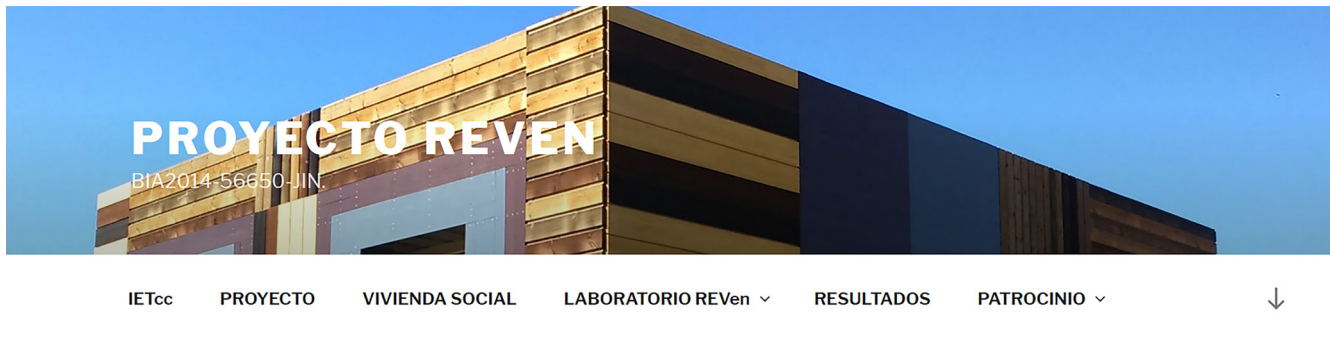 PROYECTO REVEN
BIA2014-56650-JIN.
IETcc PROYECTO VIVIENDA SOCIAL LABORATORIO REVen RESULTADOS PATROCINIO